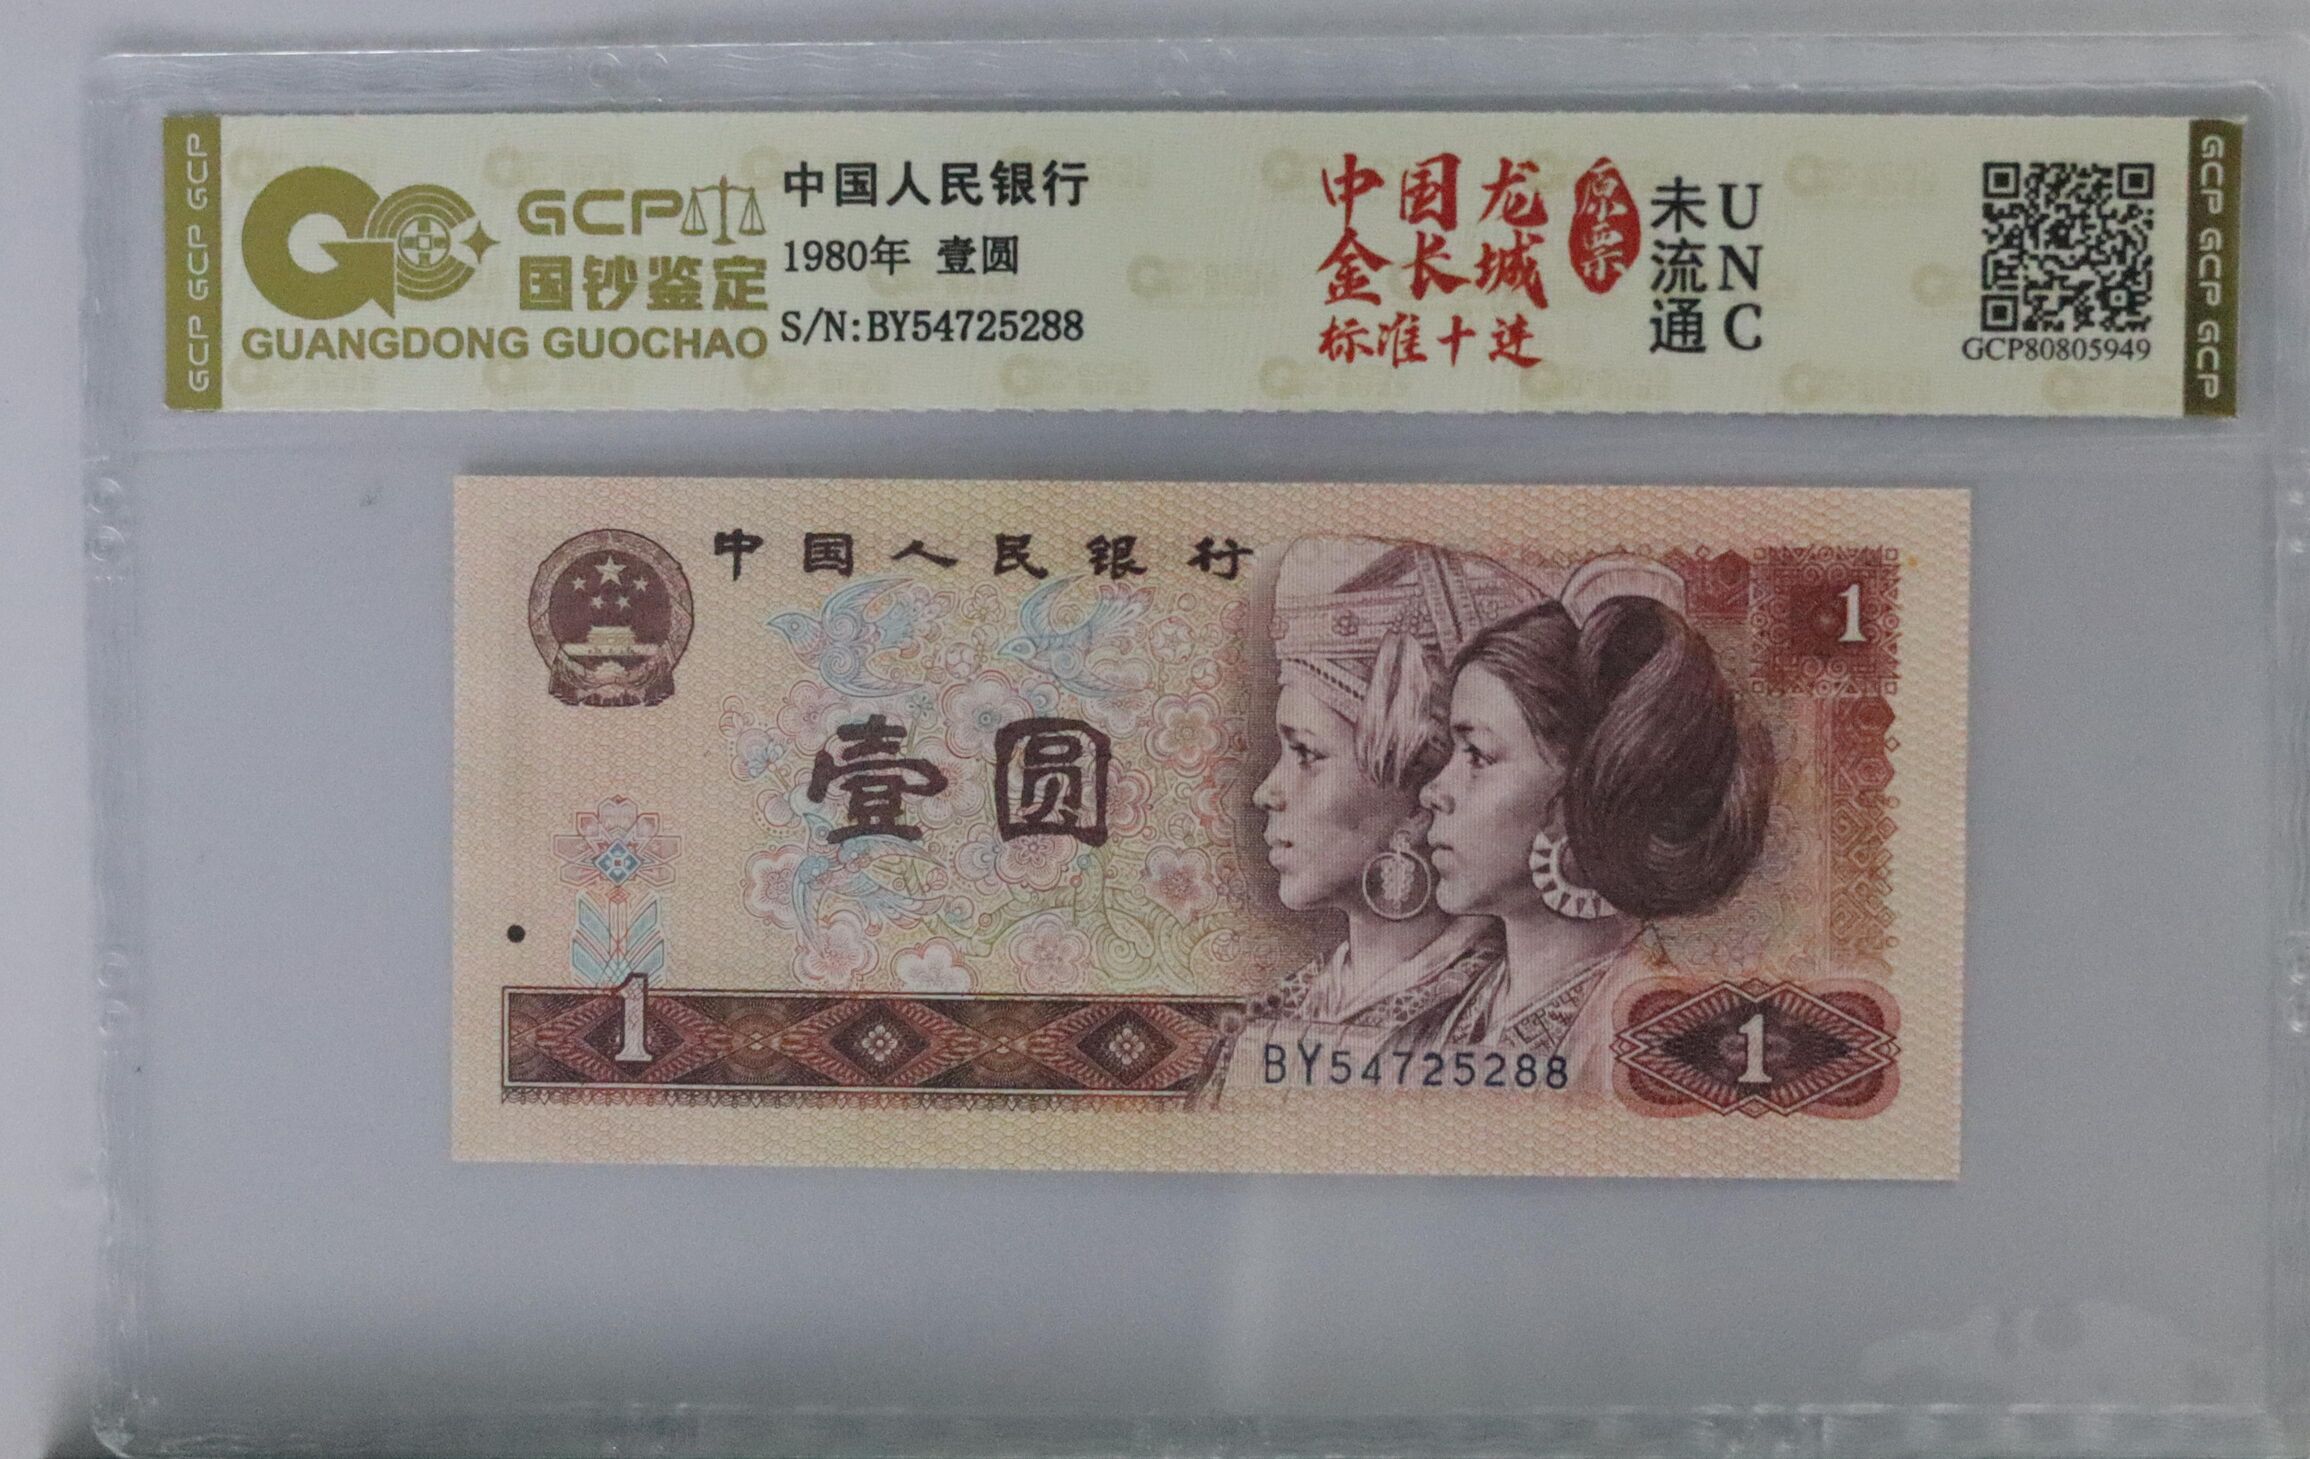 GCP GCP GCP
GCP
国钞鉴定
GUANGDONG GUOCHAO
中国人民银行
1980年 壹圆
S/N:BY54725288
中国龙
金长城
标准十进
原票
未流通
UNC
GCP80805949
GCP GCP GCP
中国人民银行
1
壹圆
1
BY54725288
1